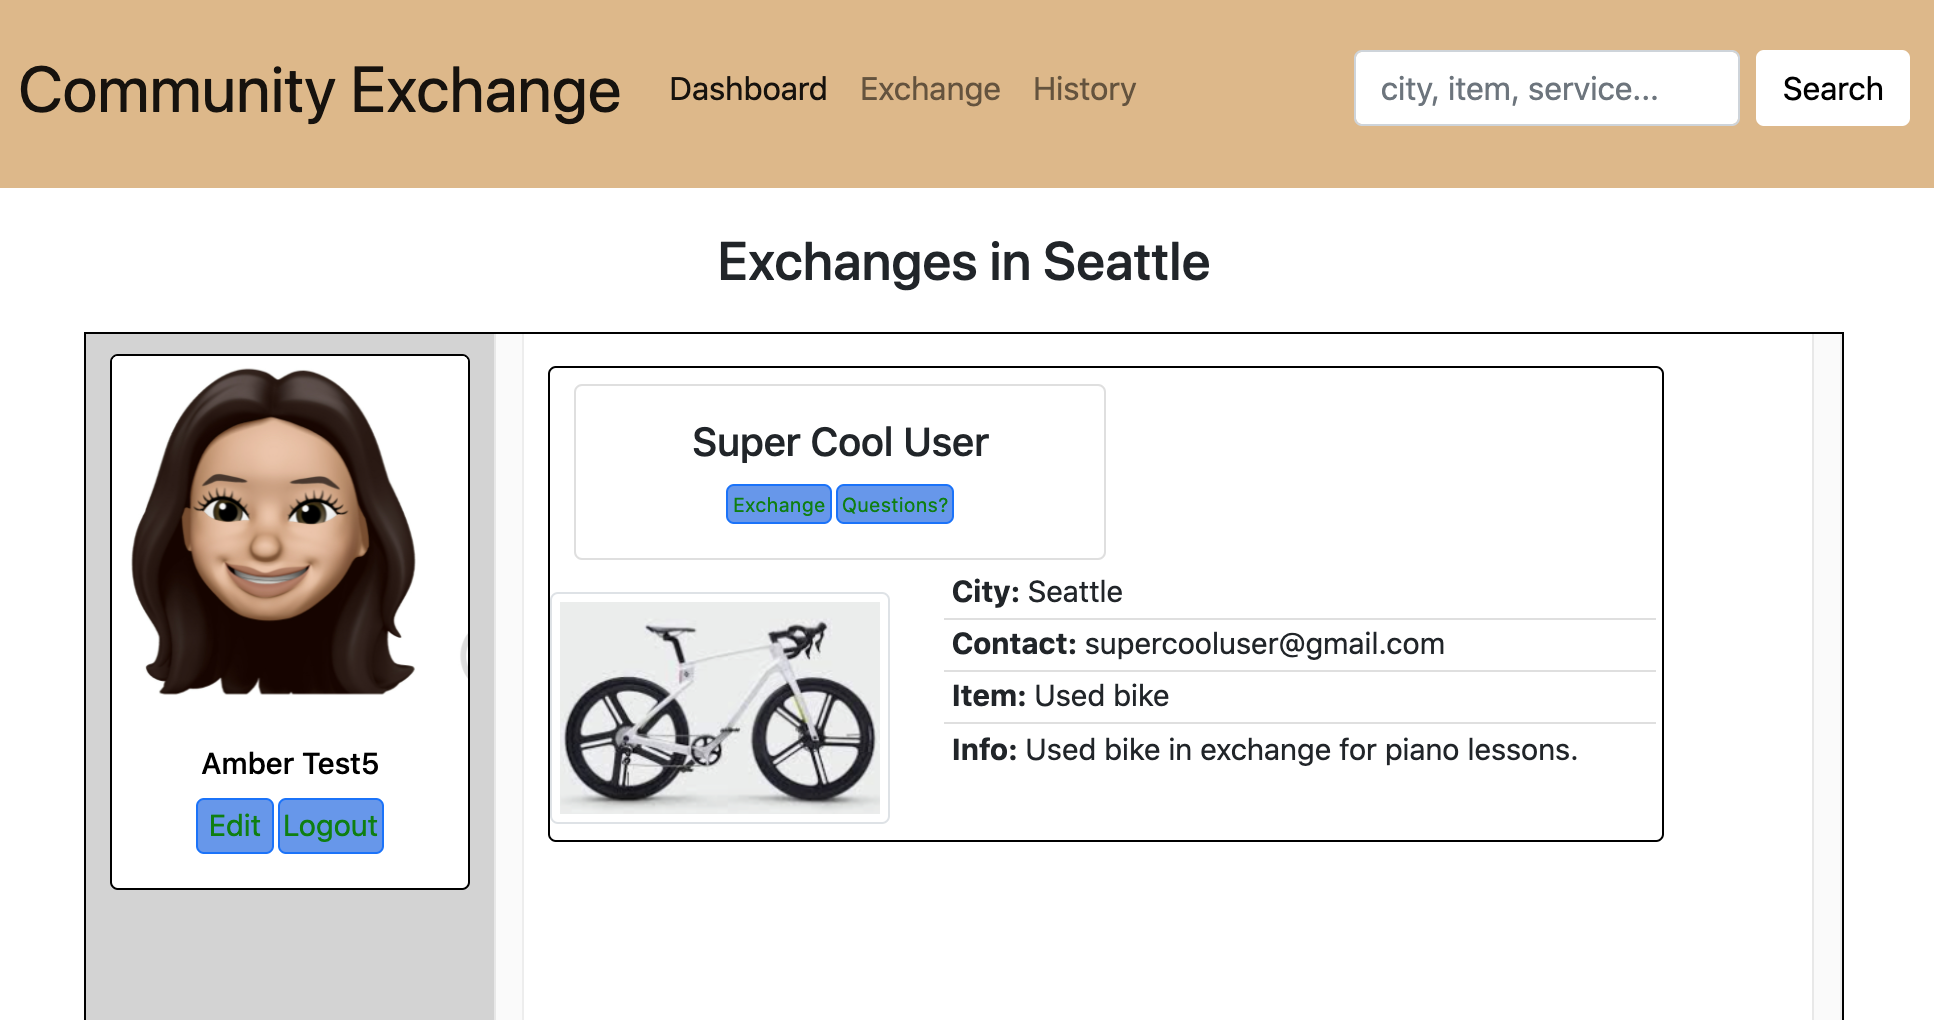 Community Exchange Dashboard Exchange History city, item, service... Search
Exchanges in Seattle
Amber Test5
Edit Logout
Super Cool User
Exchange Questions?
City: Seattle
Contact: supercooluser@gmail.com
Item: Used bike
Info: Used bike in exchange for piano lessons.